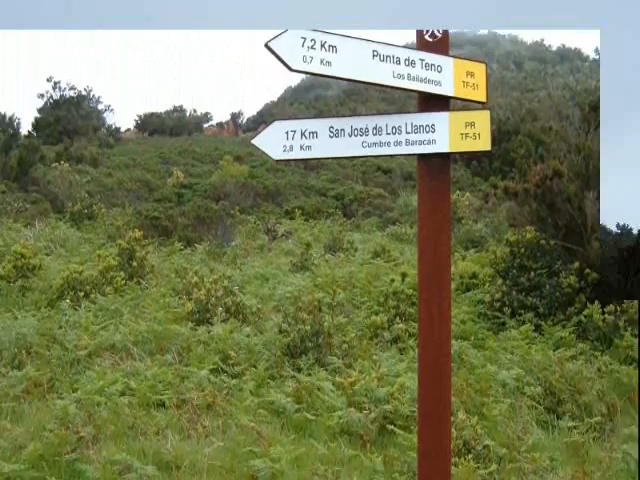 7,2 Km Punta de Teno PR
0,7 Km Los Bailaderos TF-51
17 Km San José de Los Llanos PR
2,8 Km Cumbre de Baracán TF-51